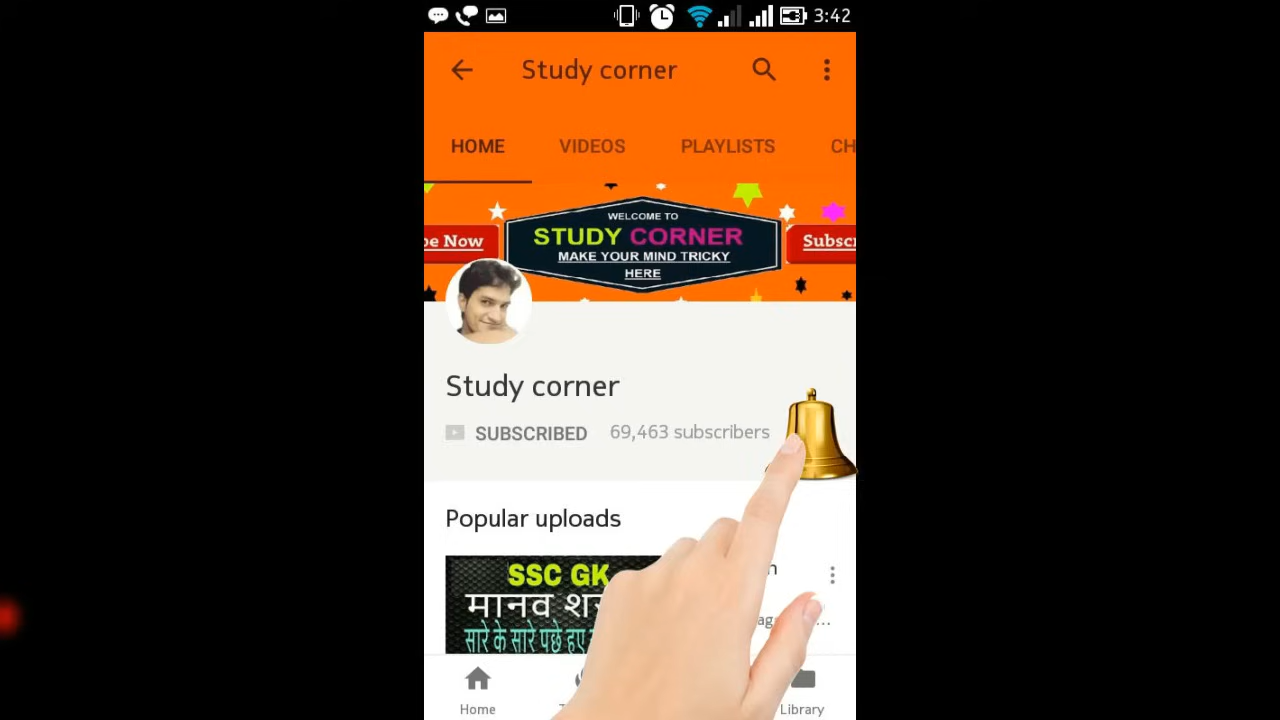 3:42
Study corner
HOME VIDEOS PLAYLISTS CH
WELCOME TO
STUDY CORNER
be Now MAKE YOUR MIND TRICKY Subscr
HERE
Study corner
SUBSCRIBED 69,463 subscribers
Popular uploads
SSC GK
मानव
सारे के सारे पूछे हुए
Home Library